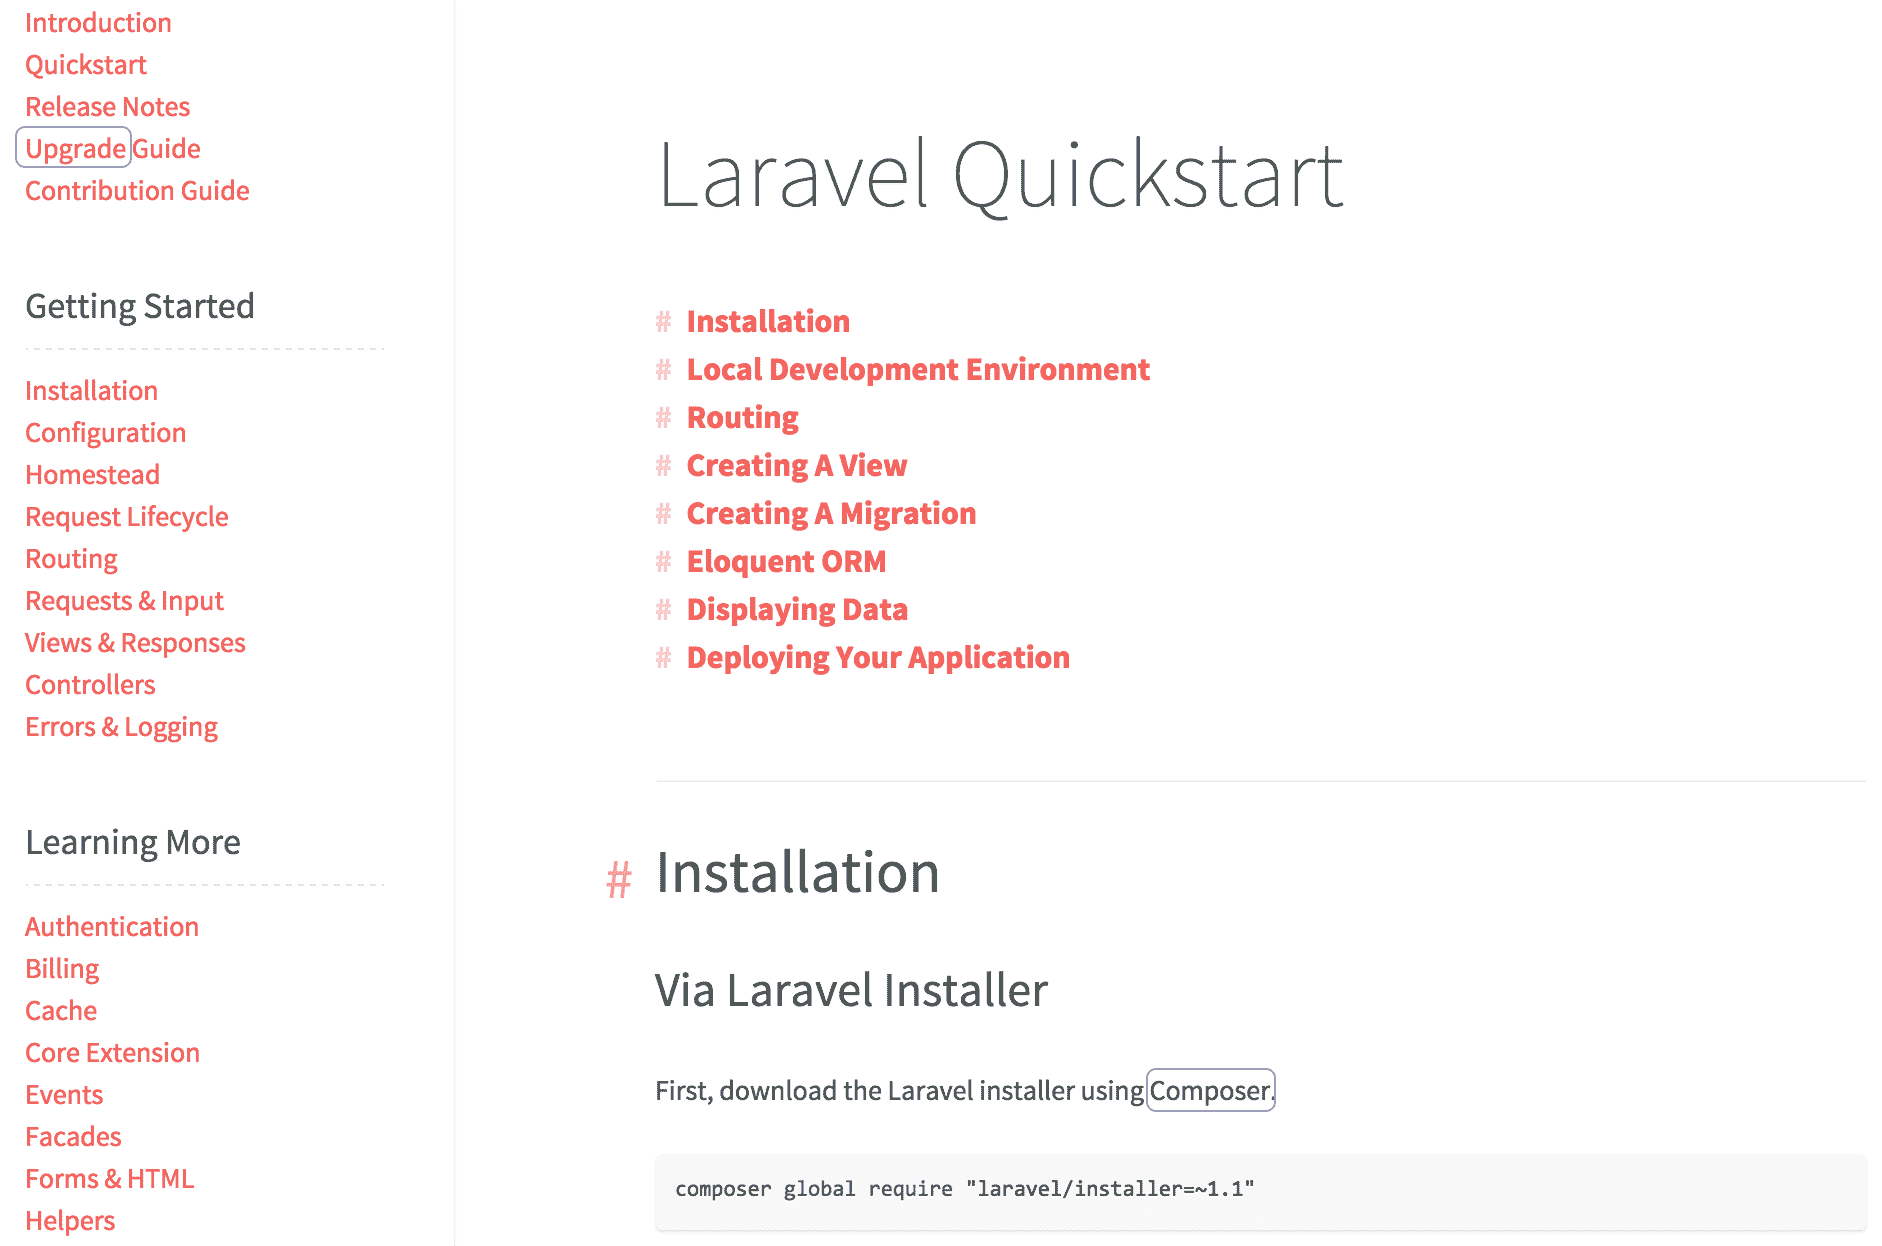 Introduction
Quickstart
Release Notes
Upgrade Guide
Contribution Guide
Getting Started
Installation
Configuration
Homestead
Request Lifecycle
Routing
Requests & Input
Views & Responses
Controllers
Errors & Logging
Learning More
Authentication
Billing
Cache
Core Extension
Events
Facades
Forms & HTML
Helpers
Laravel Quickstart
# Installation
# Local Development Environment
# Routing
# Creating A View
# Creating A Migration
# Eloquent ORM
# Displaying Data
# Deploying Your Application
# Installation
Via Laravel Installer
First, download the Laravel installer using Composer.
composer global require "laravel/installer=~1.1"